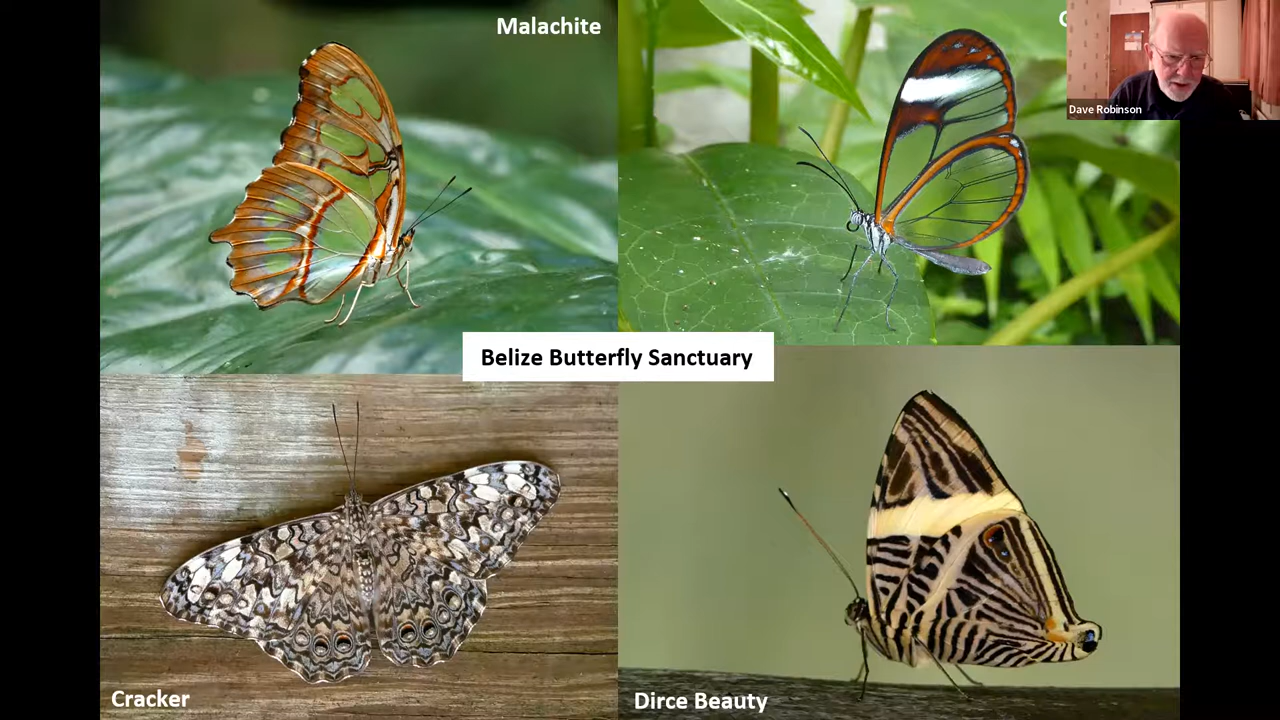 Malachite
Dave Robinson
Belize Butterfly Sanctuary
Cracker
Dirce Beauty